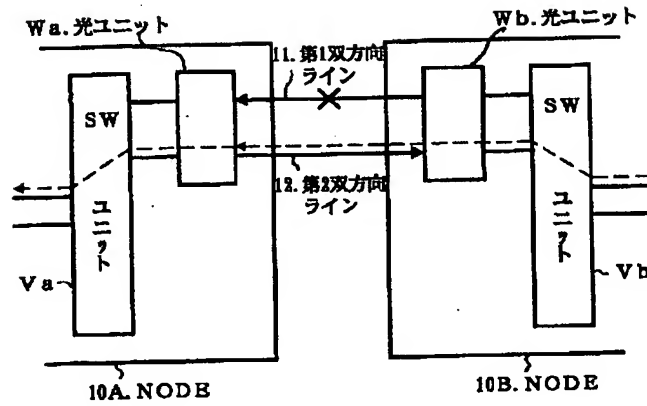 Wa.光ユニット
Wb.光ユニット
11.第1双方向
ライン
SW
ユニット
SW
ユニット
12.第2双方向
ライン
Va
Vb
10A.NODE
10B.NODE